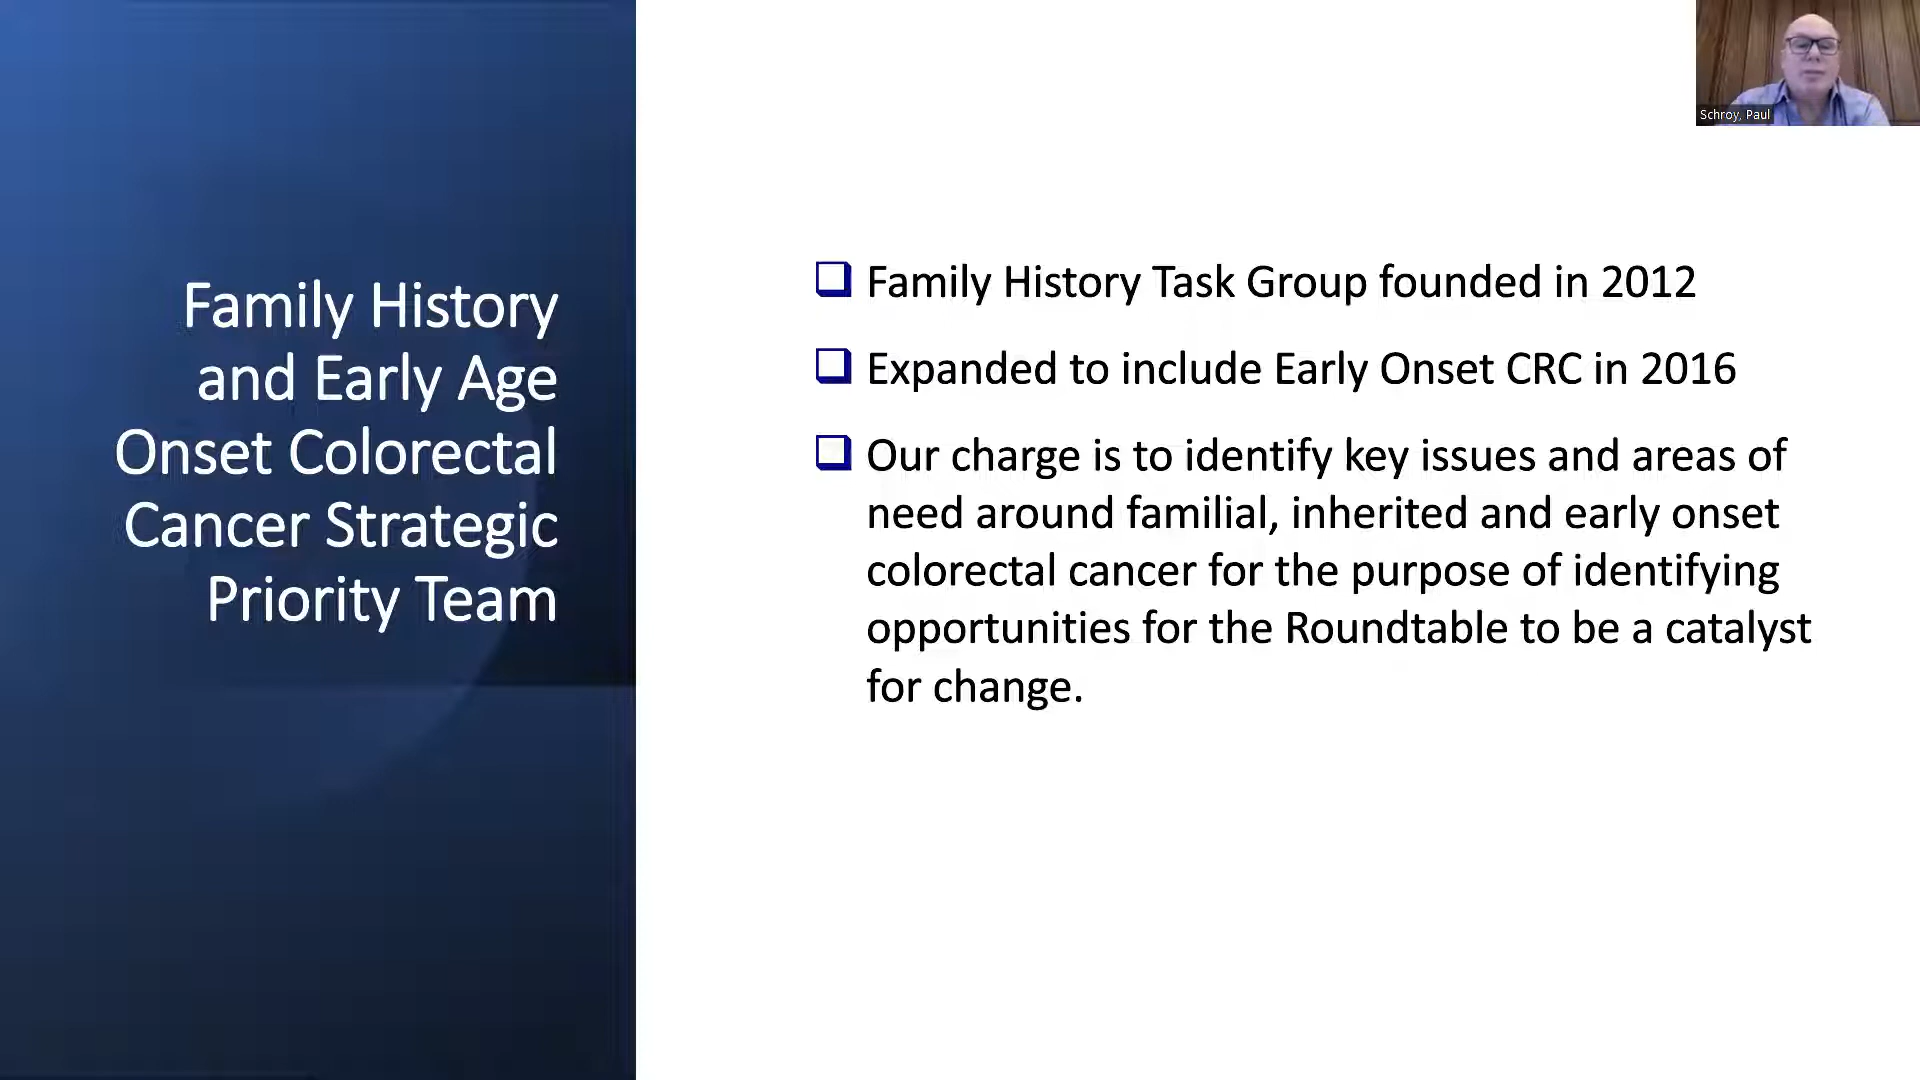 Family History
and Early Age
Onset Colorectal
Cancer Strategic
Priority Team
Family History Task Group founded in 2012
Expanded to include Early Onset CRC in 2016
Our charge is to identify key issues and areas of
need around familial, inherited and early onset
colorectal cancer for the purpose of identifying
opportunities for the Roundtable to be a catalyst
for change.
Schroy, Paul